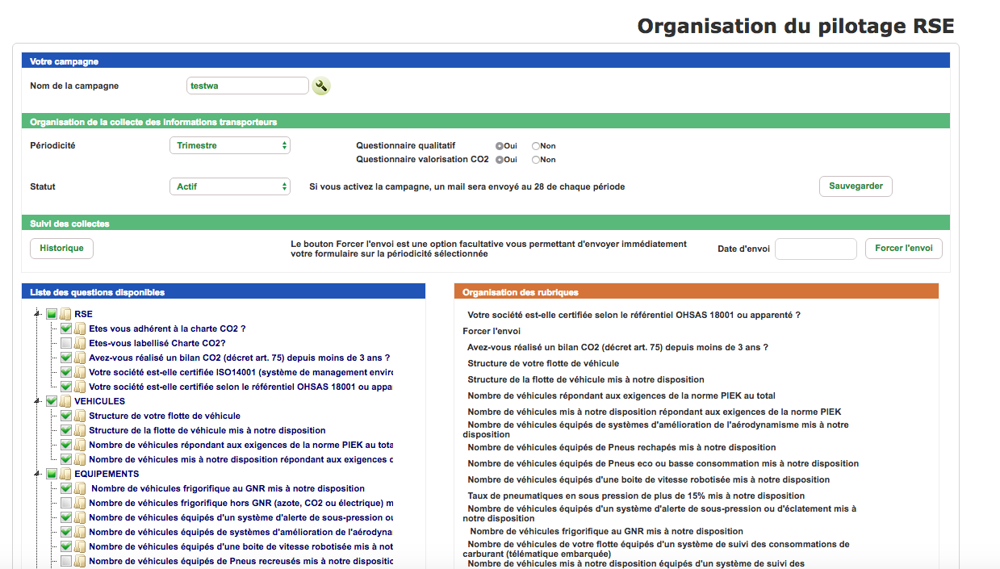 Organisation du pilotage RSE
Votre campagne
Nom de la campagne
testwa
Organisation de la collecte des informations transporteurs
Périodicité
Trimestre
Questionnaire qualitatif
Oui
Non
Questionnaire valorisation CO2
Oui
Non
Statut
Actif
Si vous activez la campagne, un mail sera envoyé au 28 de chaque période
Sauvegarder
Suivi des collectes
Historique
Le bouton Forcer l'envoi est une option facultative vous permettant d'envoyer immédiatement
votre formulaire sur la périodicité sélectionnée
Date d'envoi
Forcer l'envoi
Liste des questions disponibles
RSE
Etes vous adhérent à la charte CO2 ?
Etes-vous labellisé Charte CO2?
Avez-vous réalisé un bilan CO2 (décret art. 75) depuis moins de 3 ans ?
Votre société est-elle certifiée ISO14001 (système de management enviro
Votre société est-elle certifiée selon le référentiel OHSAS 18001 ou appa
VEHICULES
Structure de votre flotte de véhicule
Structure de la flotte de véhicule mis à notre disposition
Nombre de véhicules répondant aux exigences de la norme PIEK au tota
Nombre de véhicules mis à notre disposition répondant aux exigences d
EQUIPEMENTS
Nombre de véhicules frigorifique au GNR mis à notre disposition
Nombre de véhicules frigorifique hors GNR (azote, CO2 ou électrique) m
Nombre de véhicules équipés d'un système d'alerte de sous-pression ou
Nombre de véhicules équipés de systèmes d'amélioration de l'aérodyna
Nombre de véhicules équipés d'une boite de vitesse robotisée mis à not
Nombre de véhicules équipés de Pneus recreusés mis à notre dispositio
Organisation des rubriques
Votre société est-elle certifiée selon le référentiel OHSAS 18001 ou apparenté ?
Forcer l'envoi
Avez-vous réalisé un bilan CO2 (décret art. 75) depuis moins de 3 ans ?
Structure de votre flotte de véhicule
Structure de la flotte de véhicule mis à notre disposition
Nombre de véhicules répondant aux exigences de la norme PIEK au total
Nombre de véhicules mis à notre disposition répondant aux exigences de la norme PIEK
Nombre de véhicules équipés de systèmes d'amélioration de l'aérodynamisme mis à notre
disposition
Nombre de véhicules équipés de Pneus rechapés mis à notre disposition
Nombre de véhicules équipés de Pneus eco ou basse consommation mis à notre disposition
Nombre de véhicules équipés d'une boite de vitesse robotisée mis à notre disposition
Taux de pneumatiques en sous pression de plus de 15% mis à notre disposition
Nombre de véhicules équipés d'un système d'alerte de sous-pression ou d'éclatement mis à
notre disposition
Nombre de véhicules frigorifique au GNR mis à notre disposition
Nombre de véhicules de votre flotte équipés d'un système de suivi des consommations de
carburant (télématique embarquée)
Nombre de véhicules mis à notre disposition équipés d'un système de suivi des